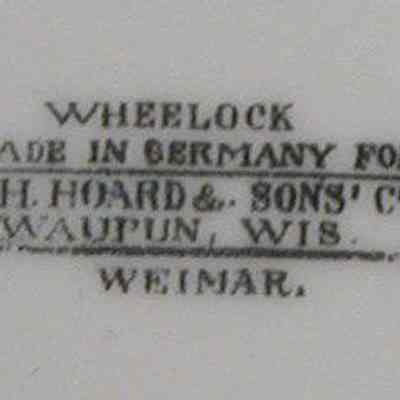 WHEELOCK
ADE IN GERMANY FO
H. HOARD & SONS' C
WAUPUN, WIS.
WEIMAR.